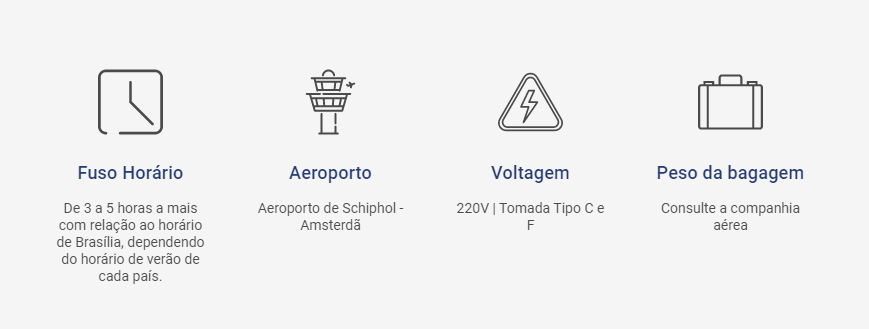 Fuso Horário
De 3 a 5 horas a mais
com relação ao horário
de Brasília, dependendo
do horário de verão de
cada país.
Aeroporto
Aeroporto de Schiphol -
Amsterdã
Voltagem
220V | Tomada Tipo C e
F
Peso da bagagem
Consulte a companhia
aérea